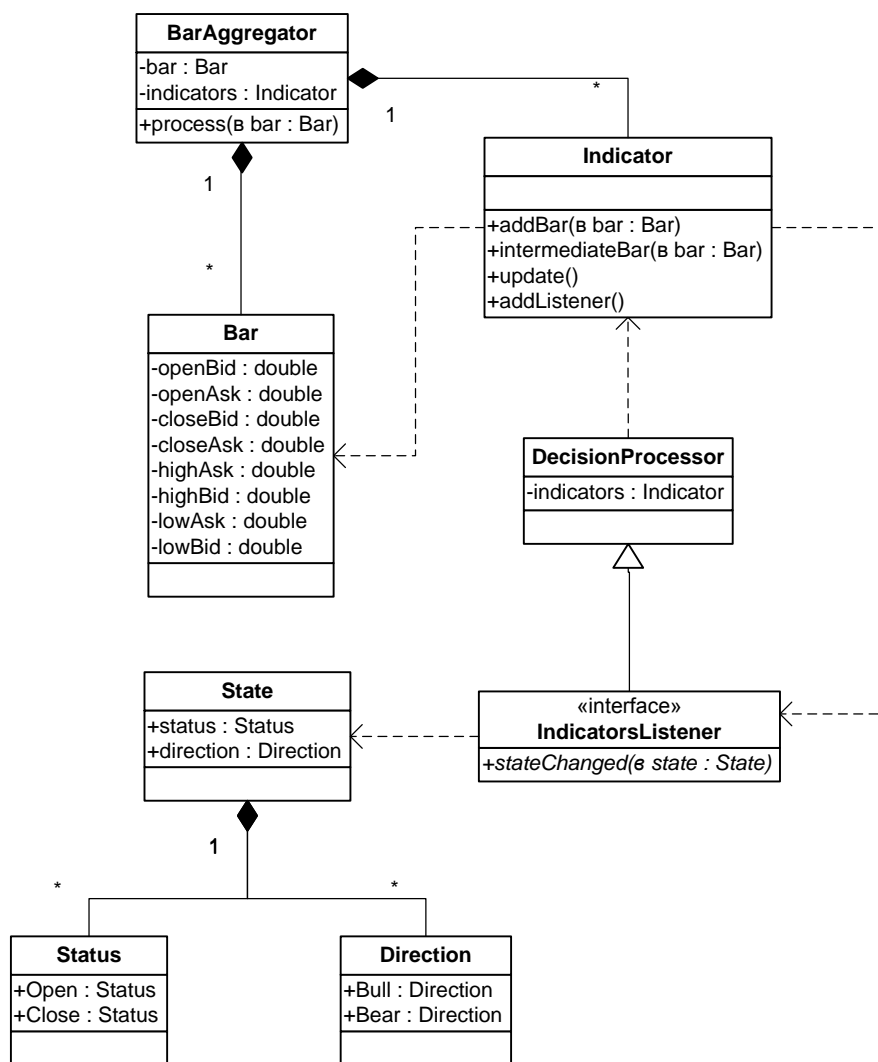 BarAggregator
-bar : Bar
-indicators : Indicator
+process(в bar : Bar)
1
*
1
*
Indicator
+addBar(в bar : Bar)
+intermediateBar(в bar : Bar)
+update()
+addListener()
Bar
-openBid : double
-openAsk : double
-closeBid : double
-closeAsk : double
-highAsk : double
-highBid : double
-lowAsk : double
-lowBid : double
DecisionProcessor
-indicators : Indicator
State
+status : Status
+direction : Direction
«interface»
IndicatorsListener
+stateChanged(в state : State)
1
*
*
Status
+Open : Status
+Close : Status
Direction
+Bull : Direction
+Bear : Direction